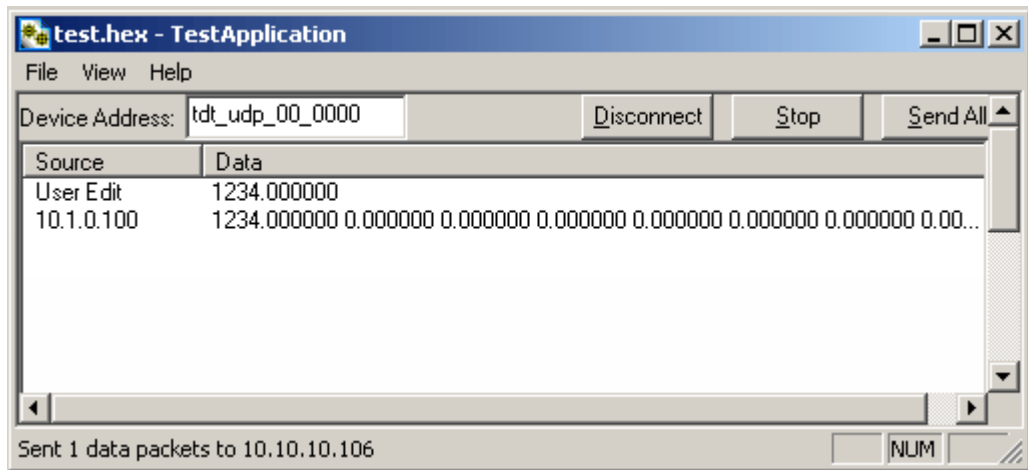 test.hex - TestApplication
File View Help
Device Address: tdt_udp_00_0000 Disconnect Stop Send All
Source Data
User Edit 1234.000000
10.1.0.100 1234.000000 0.000000 0.000000 0.000000 0.000000 0.000000 0.000000 0.00...
Sent 1 data packets to 10.10.10.106 NUM